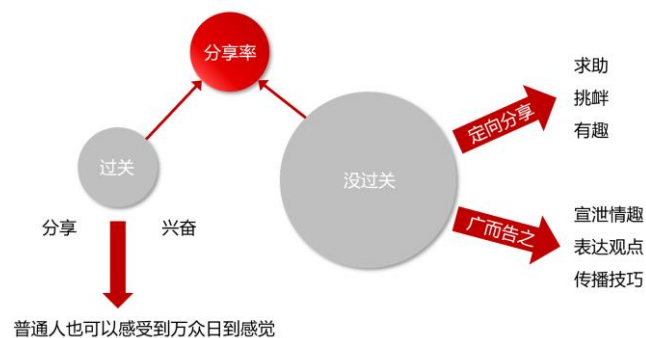 分享率
求助
定向分享
挑衅
有趣
过关
没过关
分享
兴奋
广而告之
宣泄情趣
表达观点
传播技巧
普通人也可以感受到万众日到感觉